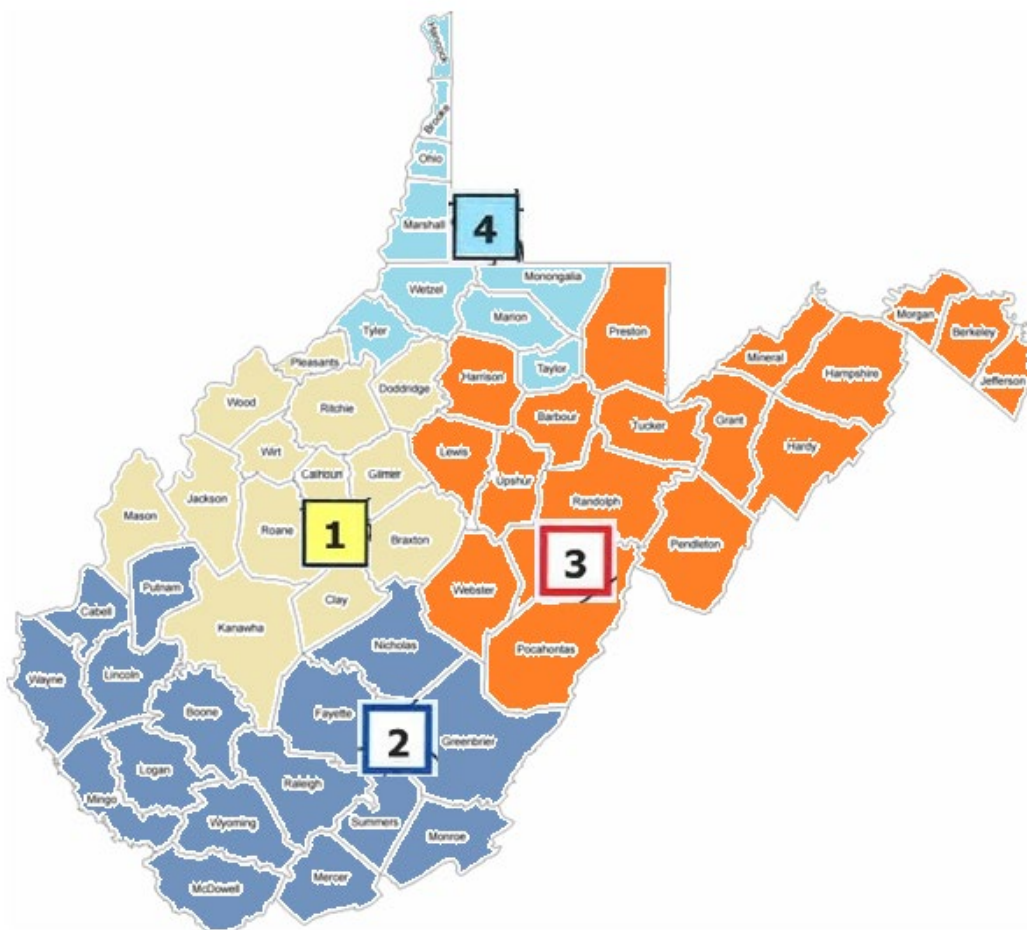 Hancock
Brooke
Ohio
Marshall
4
Wetzel
Monongalia
Marion
Tyler
Taylor
Preston
Morgan
Berkeley
Jefferson
Mineral
Hampshire
Pleasants
Doddridge
Harrison
Wood
Ritchie
Barbour
Tucker
Grant
Hardy
Wirt
Lewis
Calhoun
Gilmer
Upshur
Jackson
Randolph
Mason
Roane
1
Braxton
3
Pendleton
Putnam
Clay
Webster
Cabell
Kanawha
Nicholas
Pocahontas
Wayne
Lincoln
Boone
Fayette
2
Greenbrier
Logan
Raleigh
Mingo
Wyoming
Summers
Monroe
McDowell
Mercer